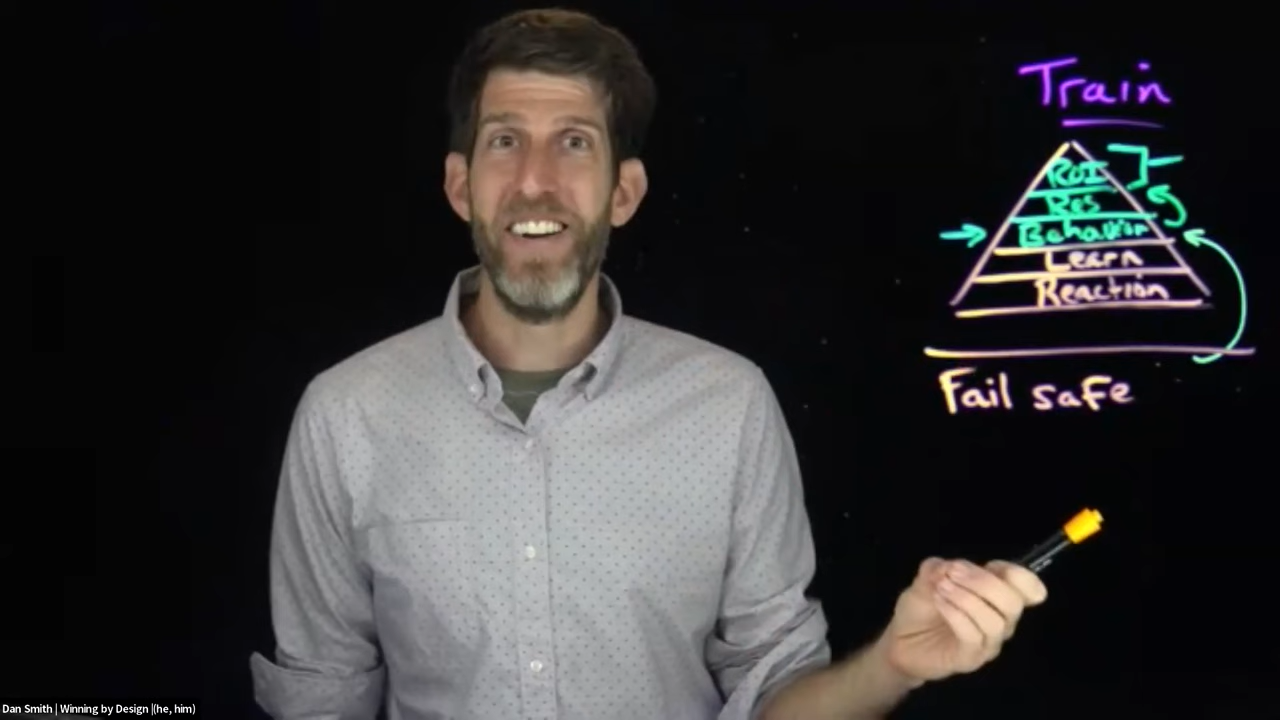 Train
ROI
Res
Behavior
Learn
Reaction
Fail safe
Dan Smith | Winning by Design |(he, him)